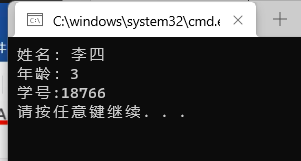 C:\windows\system32\cmd.e
姓名: 李四
年龄: 3
学号:18766
请按任意键继续. . .